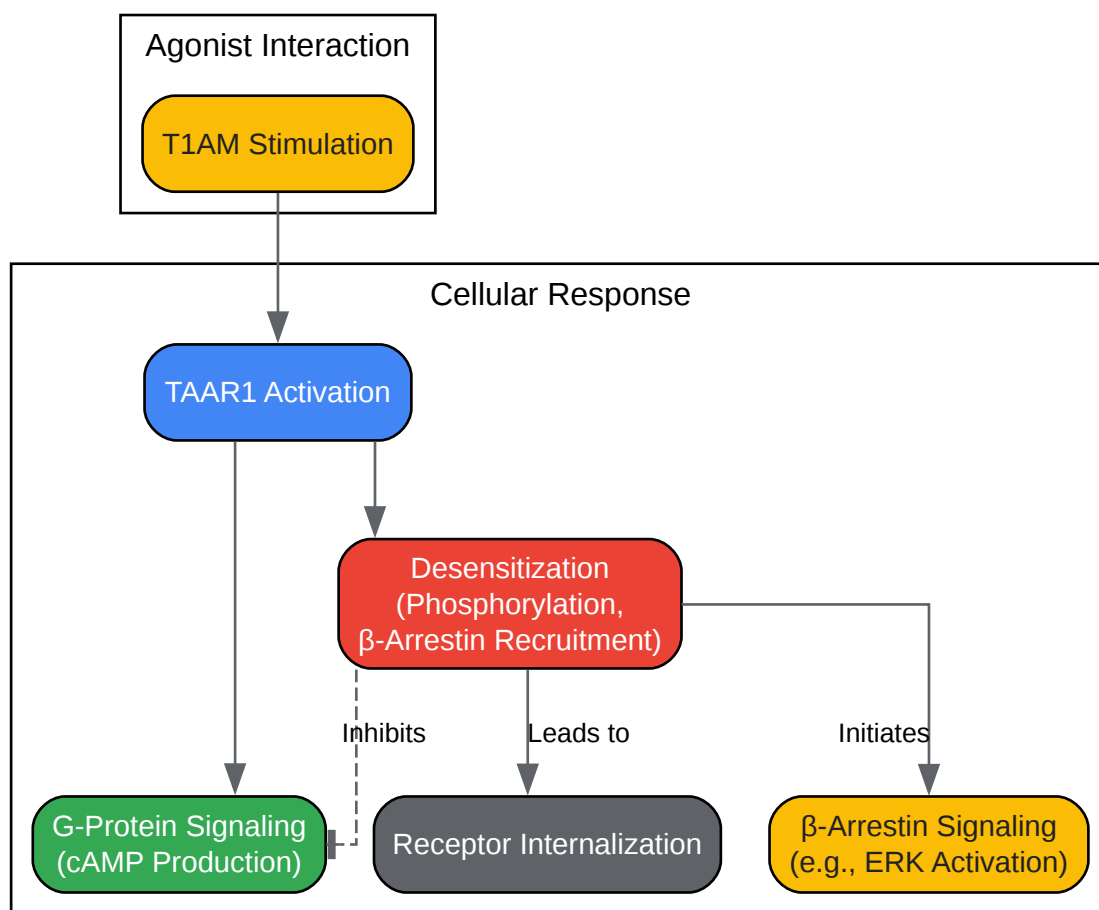 Agonist Interaction
T1AM Stimulation
Cellular Response
TAAR1 Activation
Desensitization
(Phosphorylation,
β-Arrestin Recruitment)
Inhibits
Leads to
Initiates
G-Protein Signaling
(cAMP Production)
Receptor Internalization
β-Arrestin Signaling
(e.g., ERK Activation)